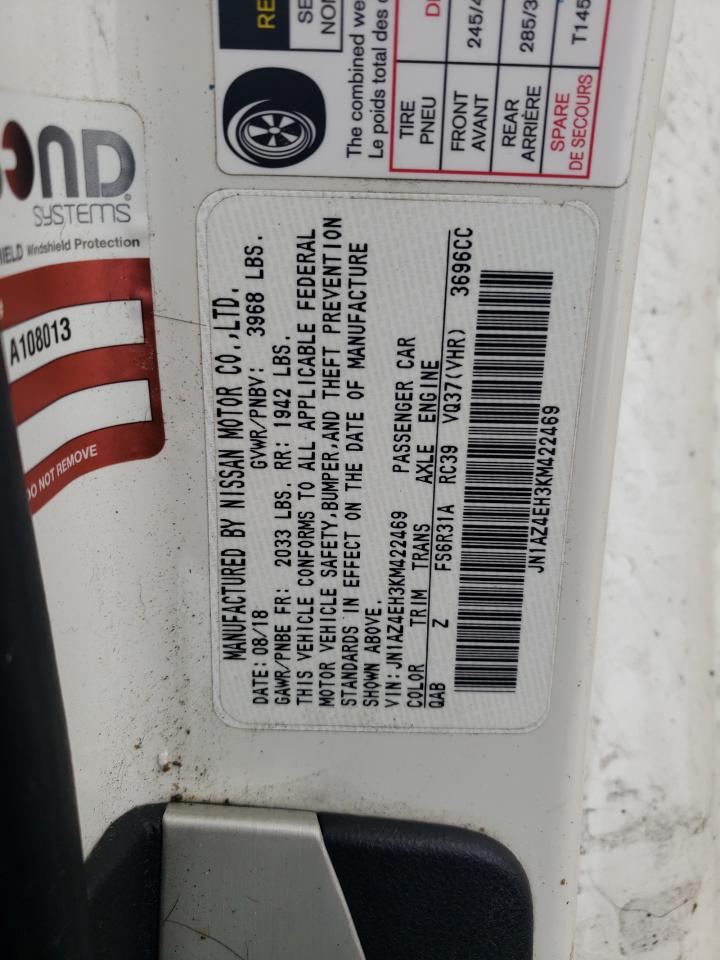 MANUFACTURED BY NISSAN MOTOR CO.,LTD.
DATE: 08/18 GVWR/PNBV: 3968 LBS.
GAWR/PNBE FR: 2033 LBS. RR: 1942 LBS.
THIS VEHICLE CONFORMS TO ALL APPLICABLE FEDERAL
MOTOR VEHICLE SAFETY,BUMPER,AND THEFT PREVENTION
STANDARDS IN EFFECT ON THE DATE OF MANUFACTURE
SHOWN ABOVE.
VIN: JN1AZ4EH3KM422469 PASSENGER CAR
COLOR TRIM TRANS AXLE ENGINE
QAB Z FS6R31A RC39 VQ37(VHR) 3696CC
JN1AZ4EH3KM422469
The combined we
Le poids total des
TIRE
PNEU
FRONT
AVANT
245/4
REAR
ARRIÈRE
285/3
SPARE
DE SECOURS
T145
SYSTEMS
Windshield Protection
A108013
DO NOT REMOVE